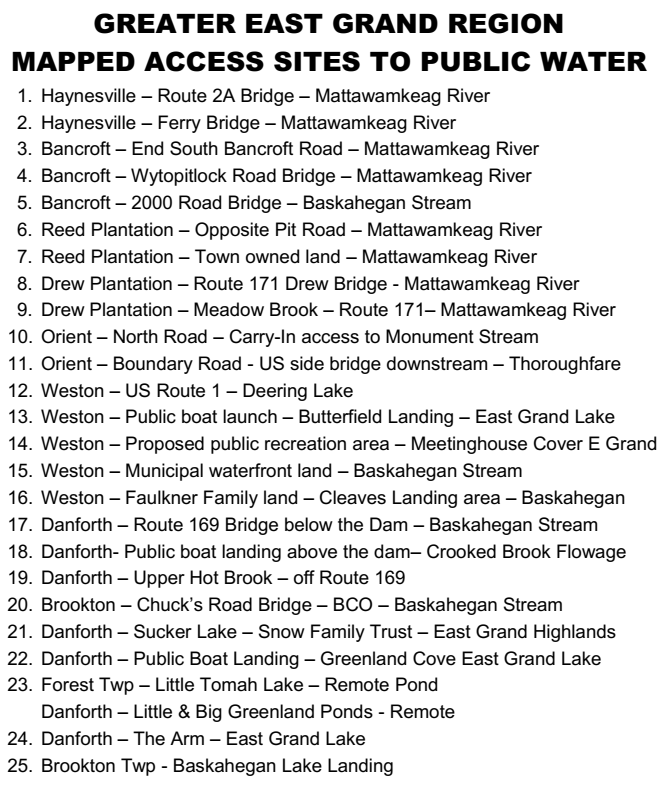 GREATER EAST GRAND REGION
MAPPED ACCESS SITES TO PUBLIC WATER
1. Haynesville – Route 2A Bridge – Mattawamkeag River
2. Haynesville – Ferry Bridge – Mattawamkeag River
3. Bancroft – End South Bancroft Road – Mattawamkeag River
4. Bancroft – Wytopitlock Road Bridge – Mattawamkeag River
5. Bancroft – 2000 Road Bridge – Baskahegan Stream
6. Reed Plantation – Opposite Pit Road – Mattawamkeag River
7. Reed Plantation – Town owned land – Mattawamkeag River
8. Drew Plantation – Route 171 Drew Bridge - Mattawamkeag River
9. Drew Plantation – Meadow Brook – Route 171– Mattawamkeag River
10. Orient – North Road – Carry-In access to Monument Stream
11. Orient – Boundary Road - US side bridge downstream – Thoroughfare
12. Weston – US Route 1 – Deering Lake
13. Weston – Public boat launch – Butterfield Landing – East Grand Lake
14. Weston – Proposed public recreation area – Meetinghouse Cover E Grand
15. Weston – Municipal waterfront land – Baskahegan Stream
16. Weston – Faulkner Family land – Cleaves Landing area – Baskahegan
17. Danforth – Route 169 Bridge below the Dam – Baskahegan Stream
18. Danforth- Public boat landing above the dam– Crooked Brook Flowage
19. Danforth – Upper Hot Brook – off Route 169
20. Brookton – Chuck's Road Bridge – BCO – Baskahegan Stream
21. Danforth – Sucker Lake – Snow Family Trust – East Grand Highlands
22. Danforth – Public Boat Landing – Greenland Cove East Grand Lake
23. Forest Twp – Little Tomah Lake – Remote Pond
Danforth – Little & Big Greenland Ponds - Remote
24. Danforth – The Arm – East Grand Lake
25. Brookton Twp - Baskahegan Lake Landing